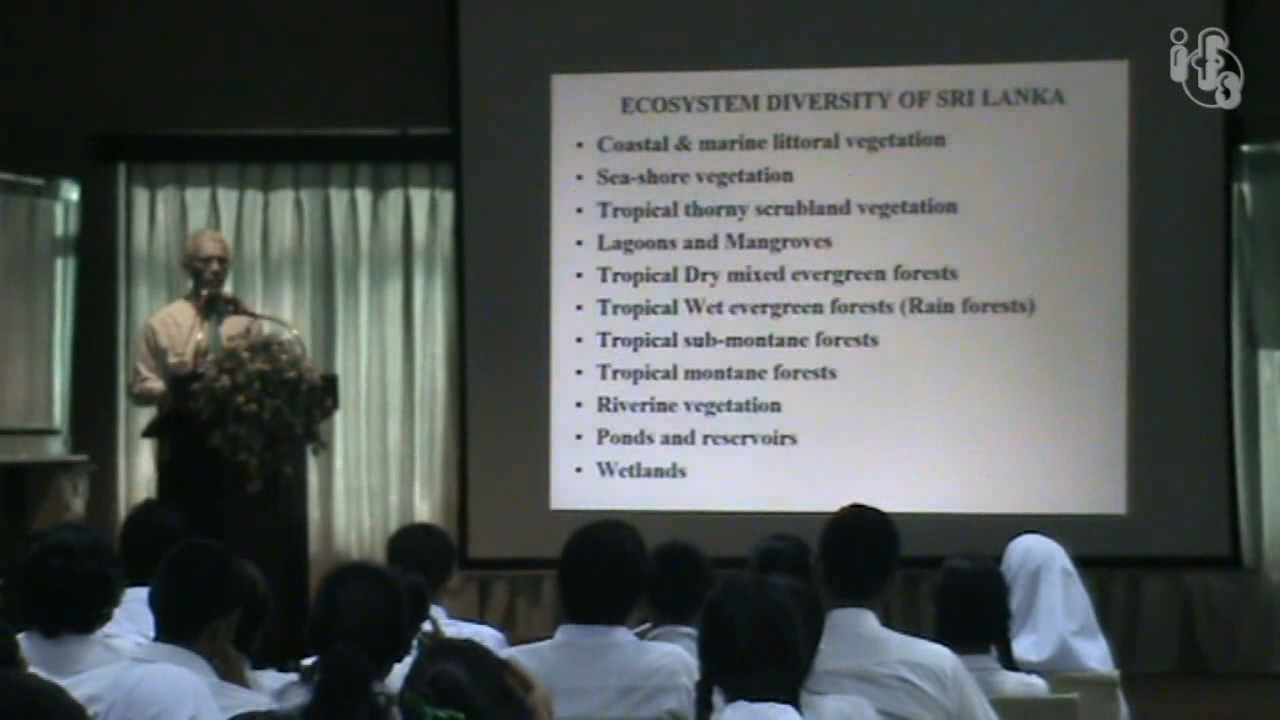 ECOSYSTEM DIVERSITY OF SRI LANKA
• Coastal & marine littoral vegetation
• Sea-shore vegetation
• Tropical thorny scrubland vegetation
• Lagoons and Mangroves
• Tropical Dry mixed evergreen forests
• Tropical Wet evergreen forests (Rain forests)
• Tropical sub-montane forests
• Tropical montane forests
• Riverine vegetation
• Ponds and reservoirs
• Wetlands